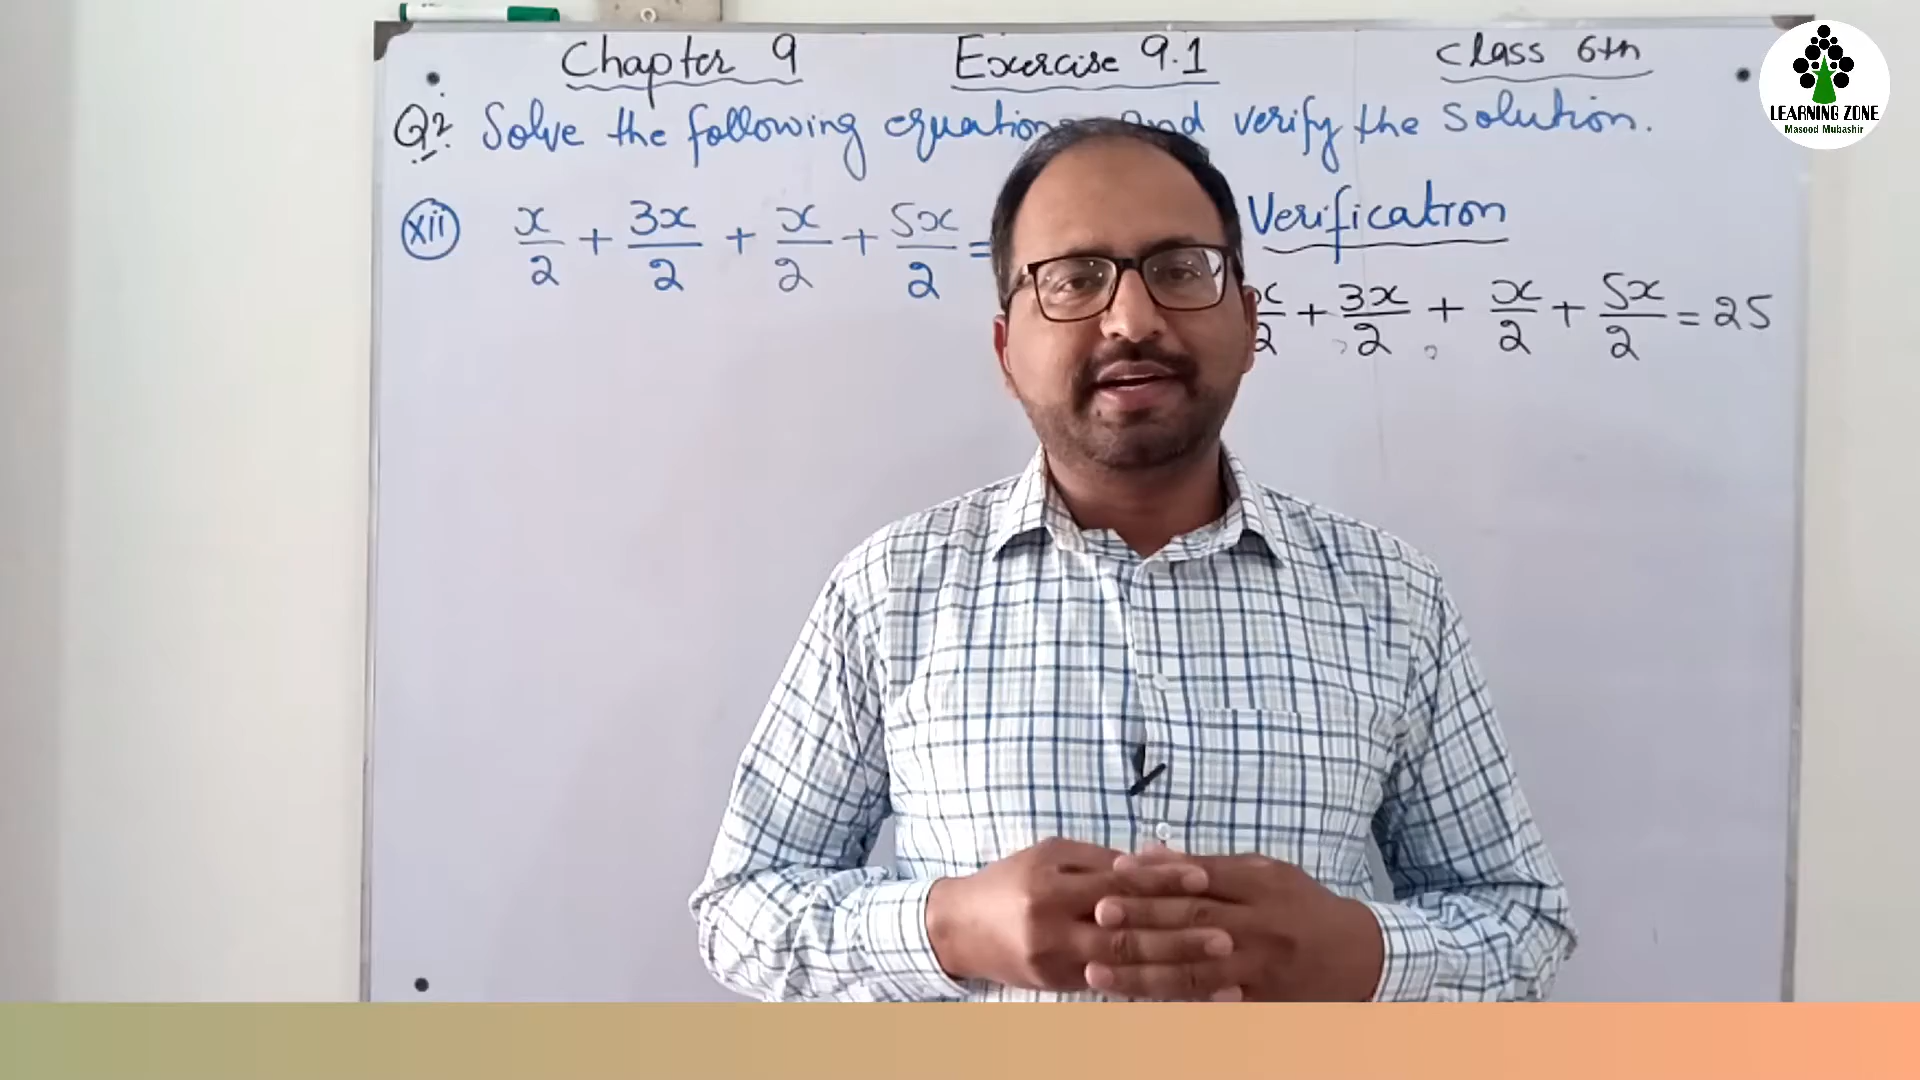 Chapter 9 Exercise 9.1 Class 6th
Q2. Solve the following equation and verify the solution.
xii x/2 + 3x/2 + x/2 + 5x/2 =
Verification
x/2 + 3x/2 + x/2 + 5x/2 = 25
LEARNING ZONE
Masood Mubashir